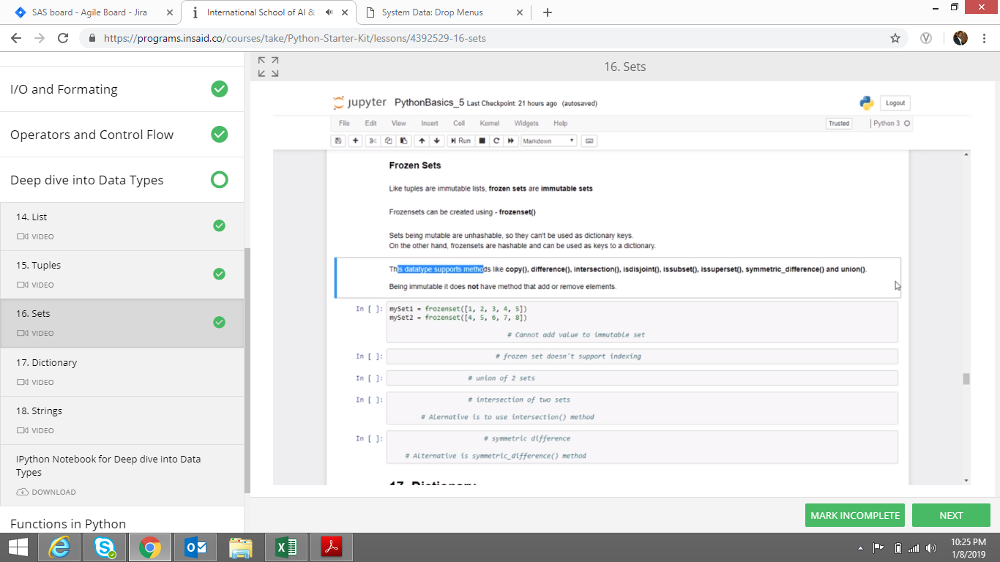 SAS board - Agile Board - Jira
International School of AI &
System Data: Drop Menus
https://programs.insaid.co/courses/take/Python-Starter-Kit/lessons/4392529-16-sets
I/O and Formating
Operators and Control Flow
Deep dive into Data Types
14. List
VIDEO
15. Tuples
VIDEO
16. Sets
VIDEO
17. Dictionary
VIDEO
18. Strings
VIDEO
IPython Notebook for Deep dive into Data
Types
DOWNLOAD
Functions in Python
16. Sets
jupyter PythonBasics_5 Last Checkpoint: 21 hours ago (autosaved)
Logout
File Edit View Insert Cell Kernel Widgets Help
Trusted
Python 3
Run
Markdown
Frozen Sets
Like tuples are immutable lists, frozen sets are immutable sets
Frozensets can be created using - frozenset()
Sets being mutable are unhashable, so they can't be used as dictionary keys.
On the other hand, frozensets are hashable and can be used as keys to a dictionary.
This datatype supports methods like copy(), difference(), intersection(), isdisjoint(), issubset(), issuperset(), symmetric_difference() and union().
Being immutable it does not have method that add or remove elements.
In [ ]: mySet1 = frozenset([1, 2, 3, 4, 5])
mySet2 = frozenset([4, 5, 6, 7, 8])
# Cannot add value to immutable set
In [ ]: # frozen set doesn't support indexing
In [ ]: # union of 2 sets
In [ ]: # intersection of two sets
# Alernative is to use intersection() method
In [ ]: # symmetric difference
# Alternative is symmetric_difference() method
17. Dictionary
MARK INCOMPLETE
NEXT
10:25 PM
1/8/2019